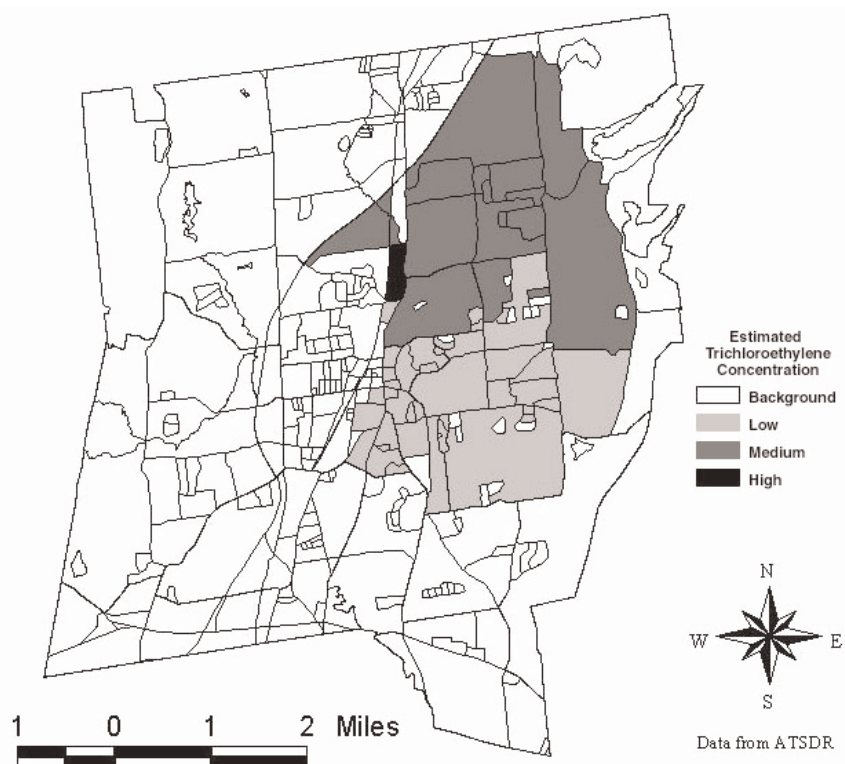 Estimated
Trichloroethylene
Concentration
Background
Low
Medium
High
N
W E
S
1 0 1 2 Miles
Data from ATSDR